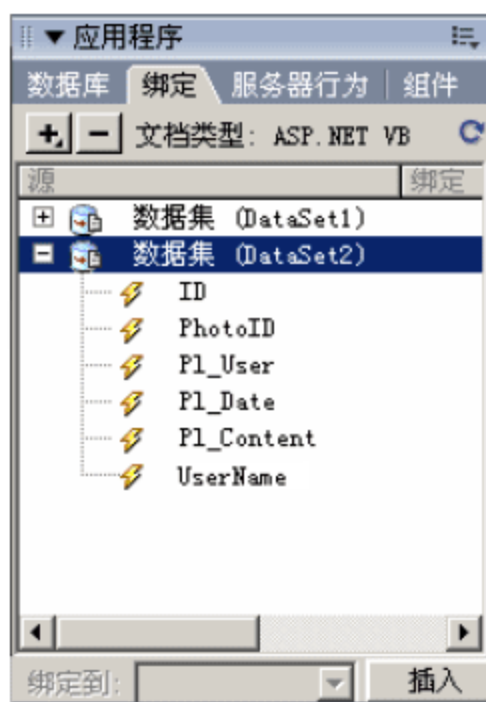 应用程序
数据库 绑定 服务器行为 组件
文档类型: ASP.NET VB
源 绑定
数据集 (DataSet1)
数据集 (DataSet2)
ID
PhotoID
Pl_User
Pl_Date
Pl_Content
UserName
绑定到: 插入